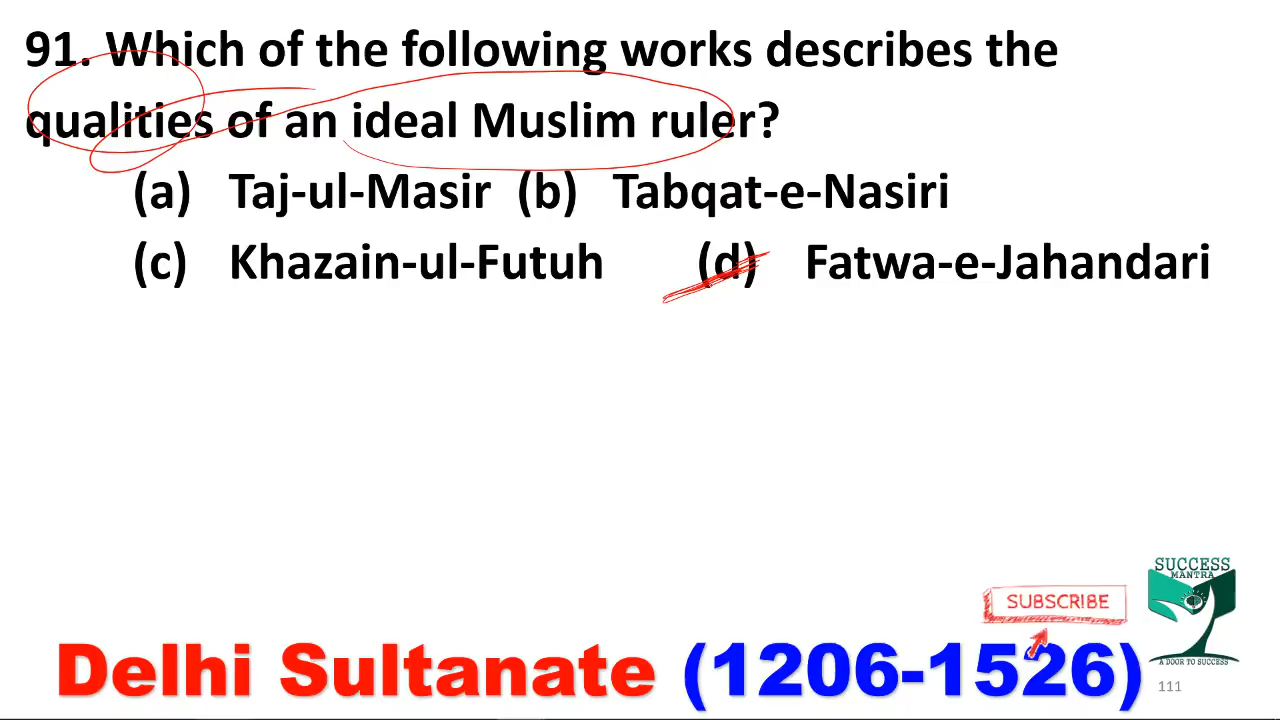 91. Which of the following works describes the
qualities of an ideal Muslim ruler?
(a) Taj-ul-Masir (b) Tabqat-e-Nasiri
(c) Khazain-ul-Futuh (d) Fatwa-e-Jahandari
SUCCESS
MANTRA
SUBSCRIBE
A DOOR TO SUCCESS
Delhi Sultanate (1206-1526)
111